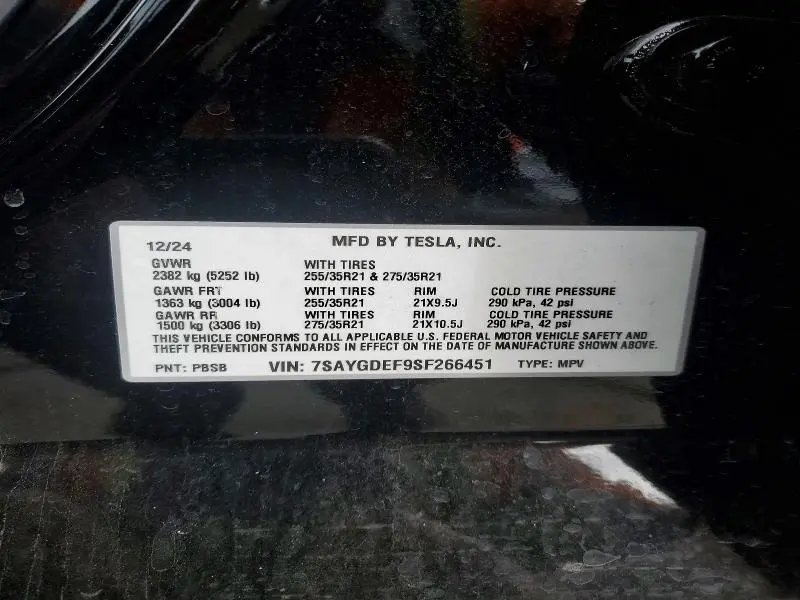 12/24 MFD BY TESLA, INC.
GVWR WITH TIRES
2382 kg (5252 lb) 255/35R21 & 275/35R21
GAWR FRT WITH TIRES RIM COLD TIRE PRESSURE
1363 kg (3004 lb) 255/35R21 21X9.5J 290 kPa, 42 psi
GAWR RR WITH TIRES RIM COLD TIRE PRESSURE
1500 kg (3306 lb) 275/35R21 21X10.5J 290 kPa, 42 psi
THIS VEHICLE CONFORMS TO ALL APPLICABLE U.S. FEDERAL MOTOR VEHICLE SAFETY AND
THEFT PREVENTION STANDARDS IN EFFECT ON THE DATE OF MANUFACTURE SHOWN ABOVE.
PNT: PBSB VIN: 7SAYGDEF9SF266451 TYPE: MPV